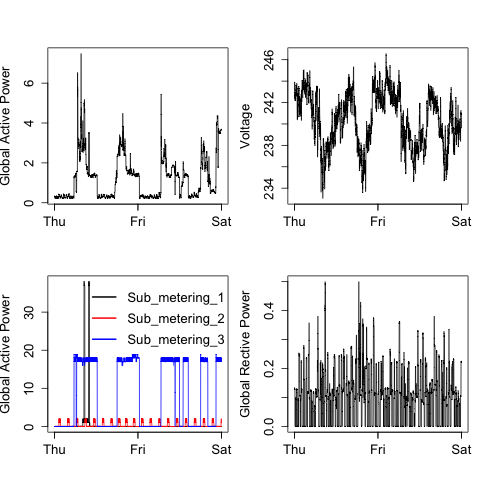 Global Active Power
6
4
2
0
Thu
Fri
Sat
Voltage
246
242
238
234
Thu
Fri
Sat
Global Active Power
30
20
10
0
Sub_metering_1
Sub_metering_2
Sub_metering_3
Thu
Fri
Sat
Global Rective Power
0.4
0.2
0.0
Thu
Fri
Sat